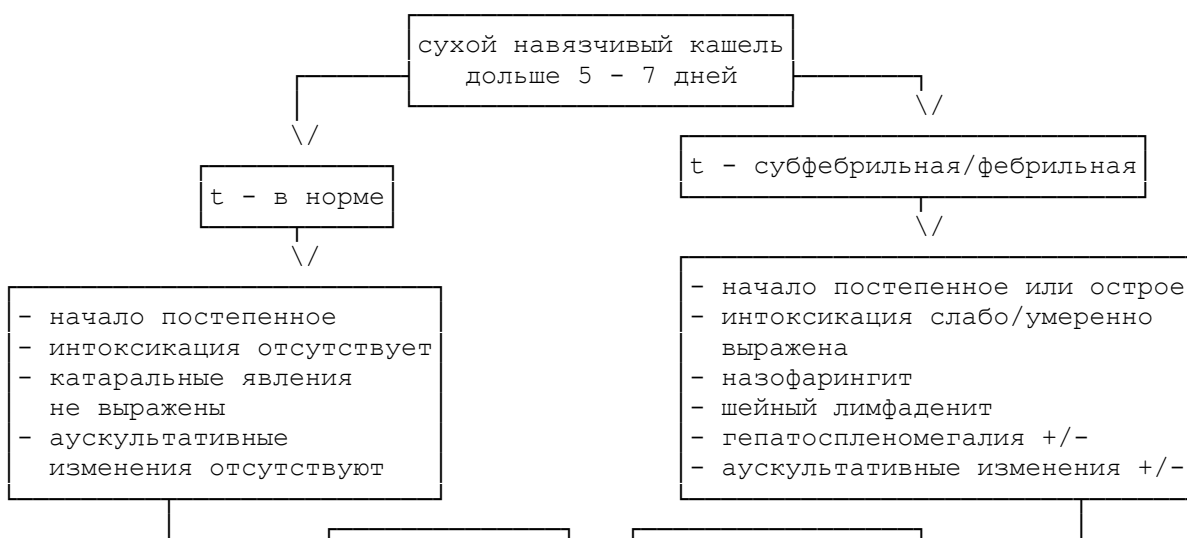 сухой навязчивый кашель
дольше 5 - 7 дней
t - в норме
t - субфебрильная/фебрильная
- начало постепенное
- интоксикация отсутствует
- катаральные явления
не выражены
- аускультативные
изменения отсутствуют
- начало постепенное или острое
- интоксикация слабо/умеренно
выражена
- назофарингит
- шейный лимфаденит
- гепатоспленомегалия +/-
- аускультативные изменения +/-